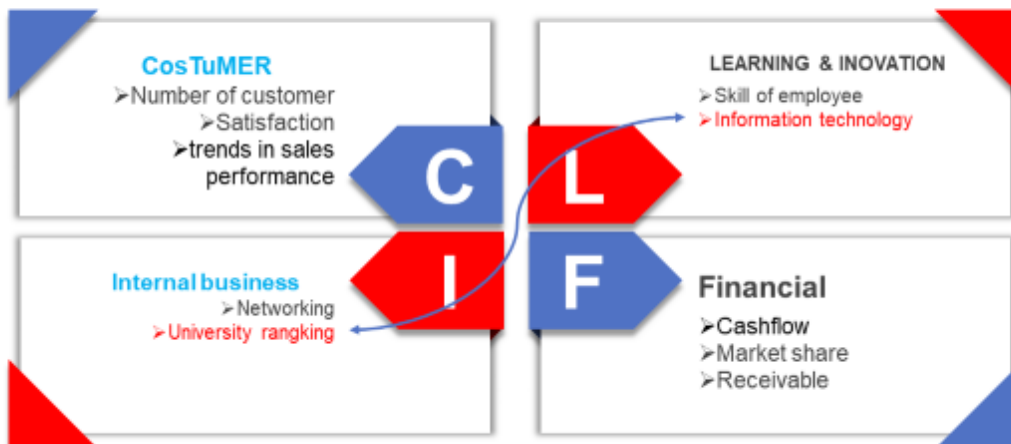 CosTuMER
➢Number of customer
➢Satisfaction
➢trends in sales
performance
C
LEARNING & INOVATION
➢Skill of employee
➢Information technology
L
Internal business
➢Networking
➢University rangking
I
Financial
➢Cashflow
➢Market share
➢Receivable
F